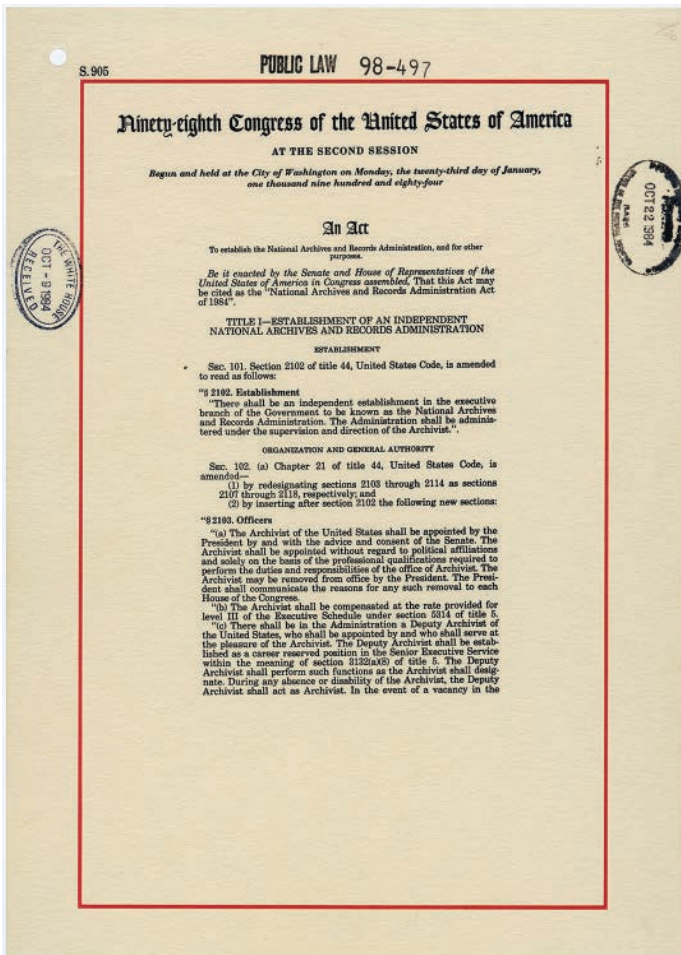 S. 905
PUBLIC LAW 98-497
Ninety-eighth Congress of the United States of America
AT THE SECOND SESSION
Begun and held at the City of Washington on Monday, the twenty-third day of January,
one thousand nine hundred and eighty-four
An Act
To establish the National Archives and Records Administration, and for other
purposes.
Be it enacted by the Senate and House of Representatives of the
United States of America in Congress assembled, That this Act may
be cited as the "National Archives and Records Administration Act
of 1984".
TITLE I—ESTABLISHMENT OF AN INDEPENDENT
NATIONAL ARCHIVES AND RECORDS ADMINISTRATION
ESTABLISHMENT
SEC. 101. Section 2102 of title 44, United States Code, is amended
to read as follows:
"§ 2102. Establishment
"There shall be an independent establishment in the executive
branch of the Government to be known as the National Archives
and Records Administration. The Administration shall be adminis-
tered under the supervision and direction of the Archivist.".
ORGANIZATION AND GENERAL AUTHORITY
SEC. 102. (a) Chapter 21 of title 44, United States Code, is
amended—
(1) by redesignating sections 2103 through 2114 as sections
2107 through 2118, respectively; and
(2) by inserting after section 2102 the following new sections:
"§ 2103. Officers
"(a) The Archivist of the United States shall be appointed by the
President by and with the advice and consent of the Senate. The
Archivist shall be appointed without regard to political affiliations
and solely on the basis of the professional qualifications required to
perform the duties and responsibilities of the office of Archivist. The
Archivist may be removed from office by the President. The Presi-
dent shall communicate the reasons for any such removal to each
House of the Congress.
"(b) The Archivist shall be compensated at the rate provided for
level III of the Executive Schedule under section 5314 of title 5.
"(c) There shall be in the Administration a Deputy Archivist of
the United States, who shall be appointed by and who shall serve at
the pleasure of the Archivist. The Deputy Archivist shall be estab-
lished as a career reserved position in the Senior Executive Service
within the meaning of section 3132(a)(8) of title 5. The Deputy
Archivist shall perform such functions as the Archivist shall desig-
nate. During any absence or disability of the Archivist, the Deputy
Archivist shall act as Archivist. In the event of a vacancy in the
THE WHITE HOUSE
OCT -9 1984
RECEIVED
OCT 22 1984